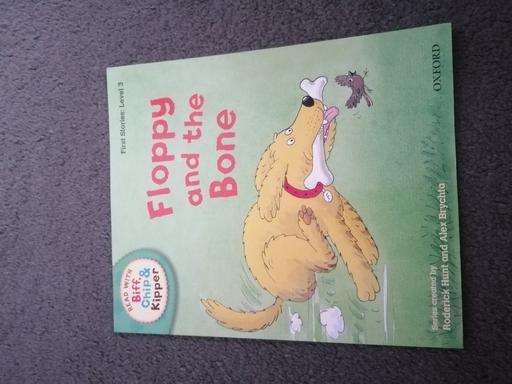 READ WITH
Biff,
Chip &
Kipper
First Stories: Level 3
Floppy
and the
Bone
Series created by
Roderick Hunt and Alex Brychta
OXFORD